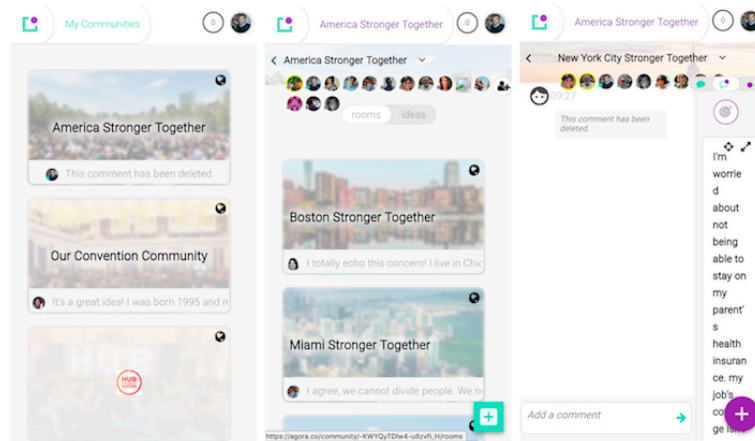 My Communities
0
America Stronger Together
This comment has been deleted.
Our Convention Community
It's a great idea! I was born 1995 and n
HUB
HUB
America Stronger Together
0
America Stronger Together
rooms ideas
Boston Stronger Together
I totally echo this concern! I live in Chic
Miami Stronger Together
I agree, we cannot divide people. We ne
https://agora.co/community/-KWYQyTDlw4-u8zvfi_H/rooms
America Stronger Together
0
New York City Stronger Together
09:27
This comment has been
deleted.
I'm
worrie
d
about
not
being
able to
stay on
my
parent'
s
health
insuran
ce. my
job's
Add a comment